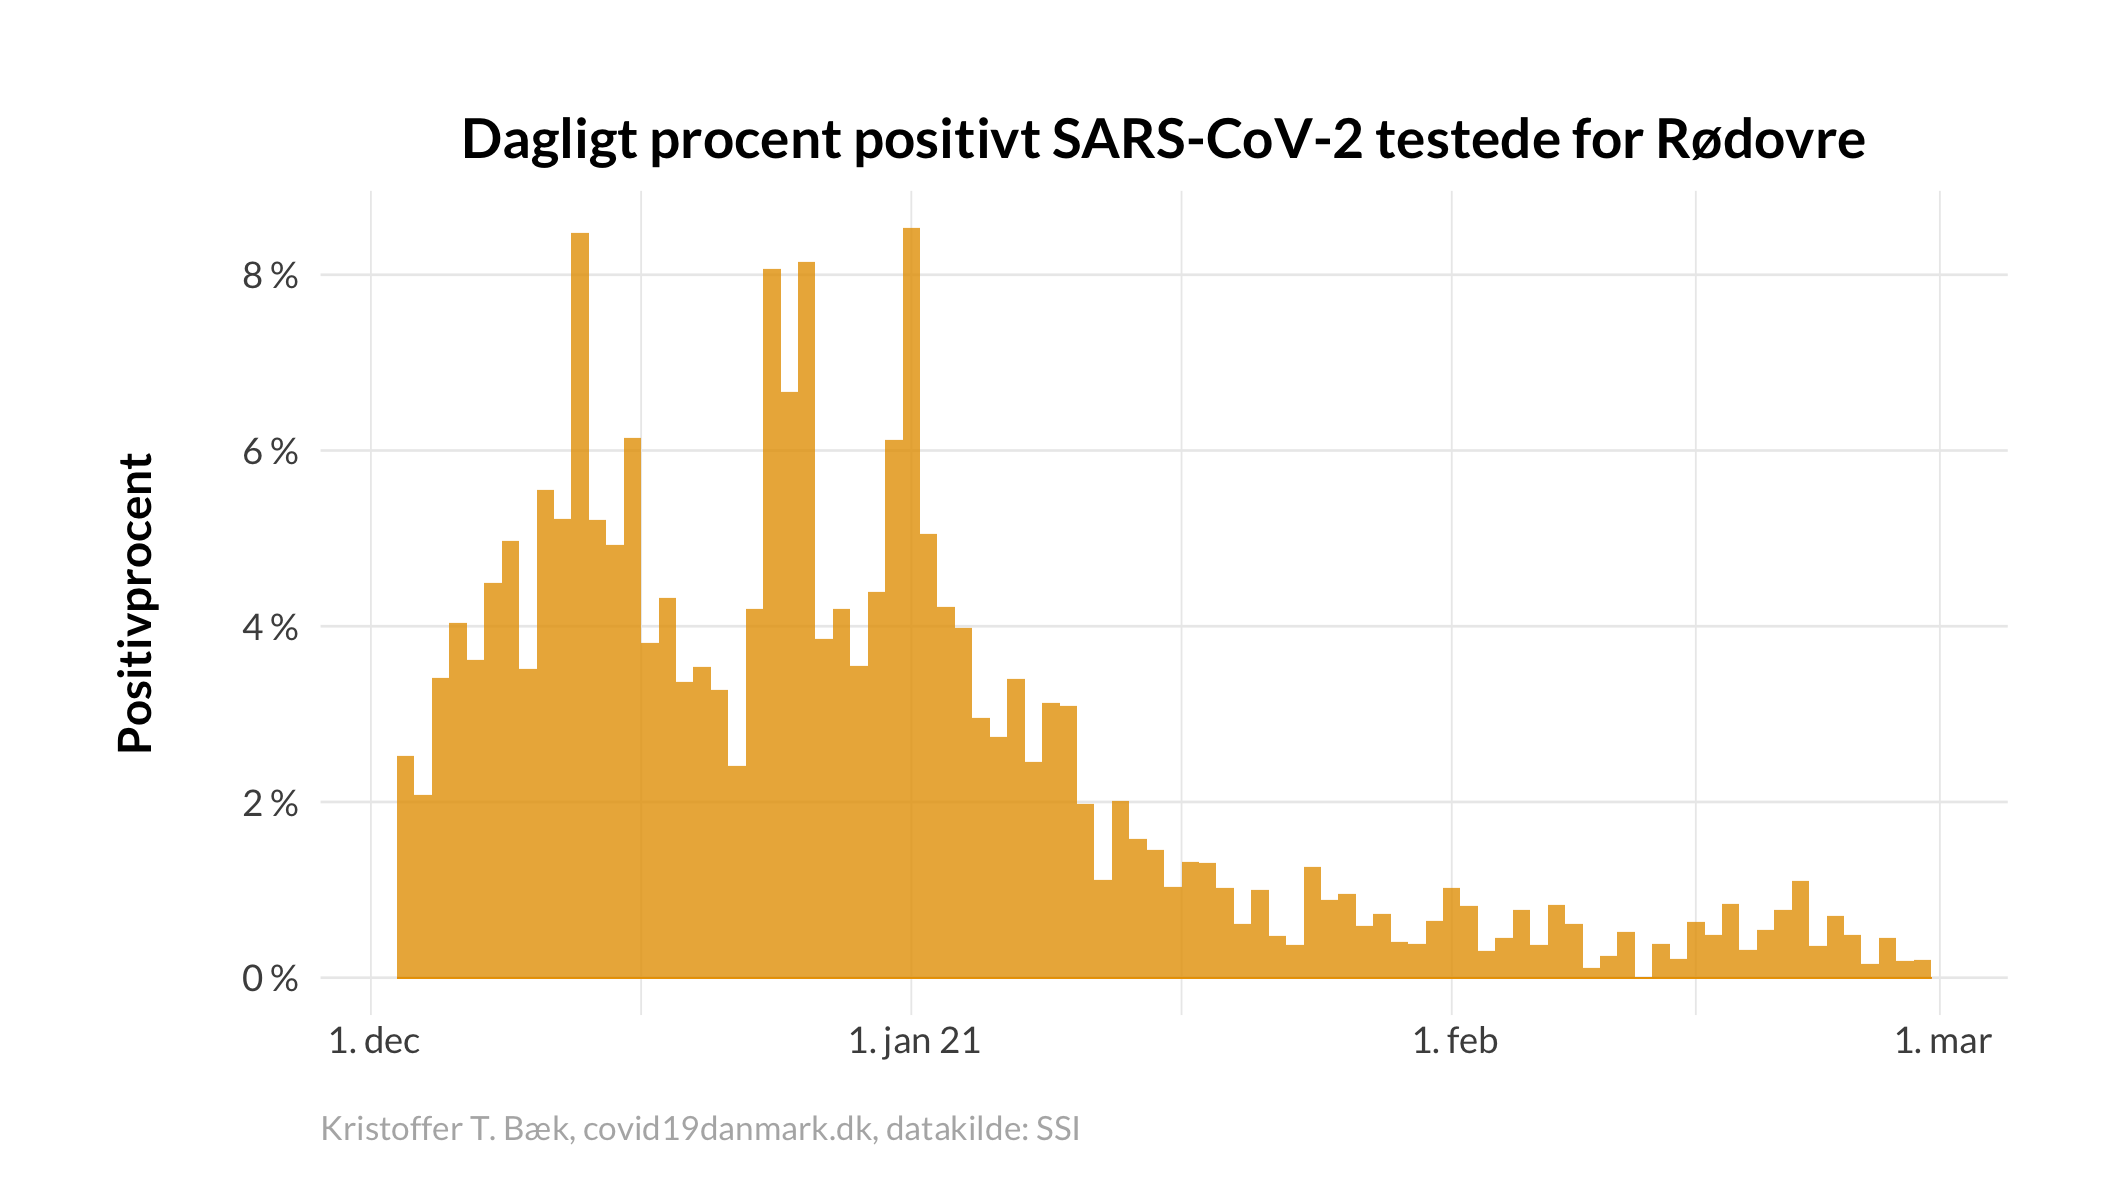 Dagligt procent positivt SARS-CoV-2 testede for Rødovre
Positivprocent
8 %
6 %
4 %
2 %
0 %
1. dec
1. jan 21
1. feb
1. mar
Kristoffer T. Bæk, covid19danmark.dk, datakilde: SSI